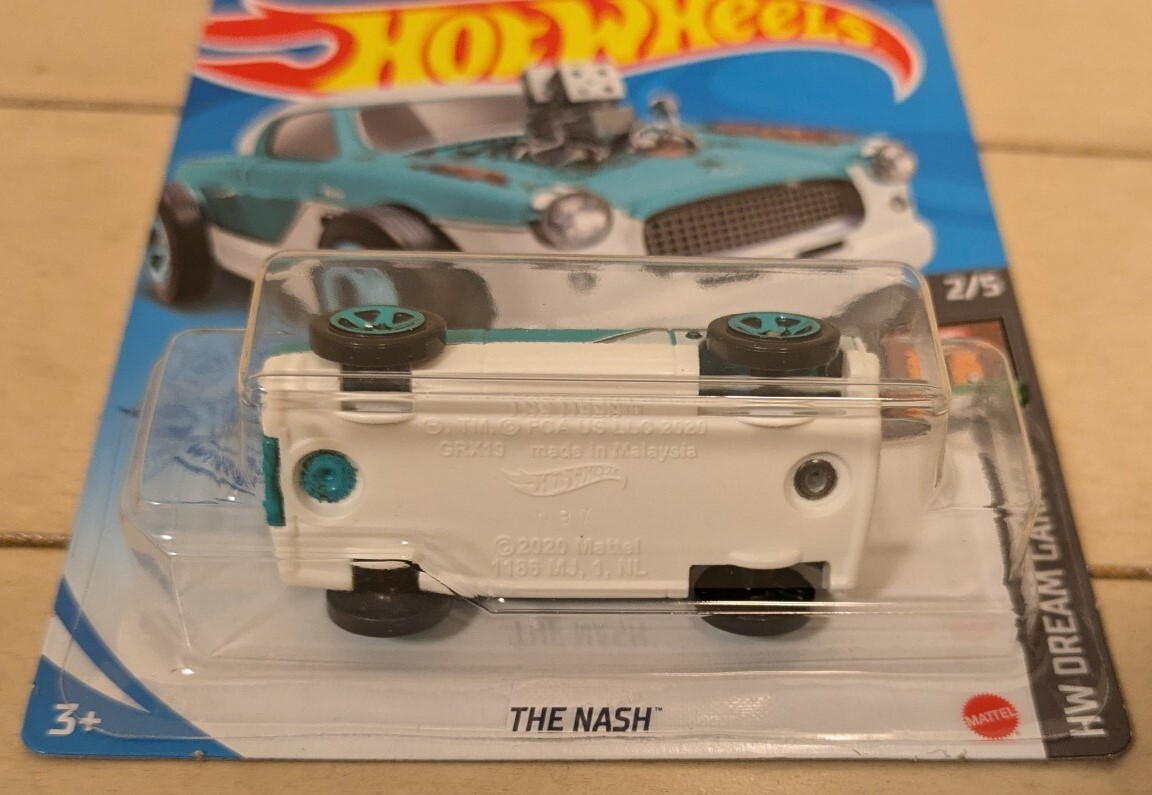 HOT WHEELS
2/5
©, TM, © FCA US LLC 2020
GRX19 made in Malaysia
Hot Wheels
©2020 Mattel
1186 MJ, 1, NL
THE NASH™
3+
MATTEL
HW DREAM